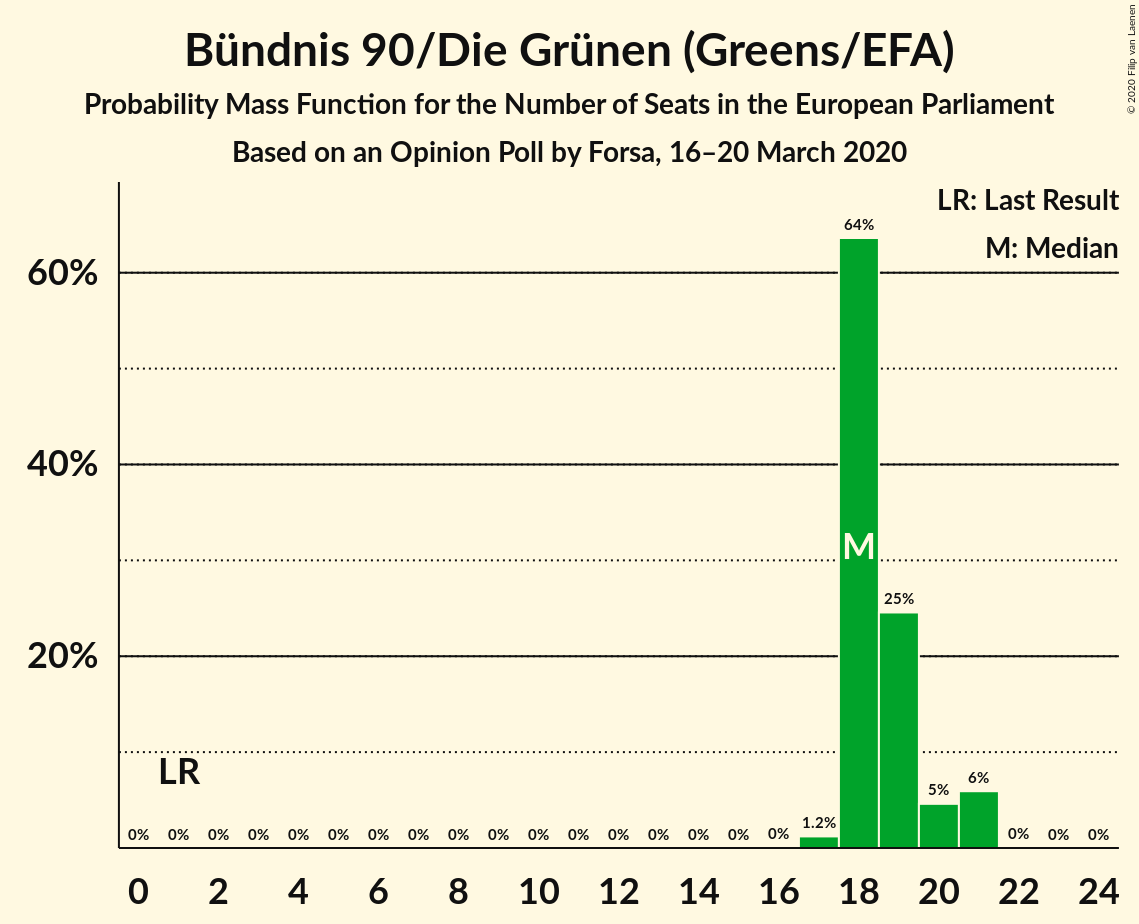 Bündnis 90/Die Grünen (Greens/EFA)
Probability Mass Function for the Number of Seats in the European Parliament
Based on an Opinion Poll by Forsa, 16–20 March 2020
© 2020 Filip van Laenen
LR: Last Result
M: Median
64%
60%
40%
M
25%
20%
LR
6%
5%
1.2%
0% 0% 0% 0% 0% 0% 0% 0% 0% 0% 0% 0% 0% 0% 0% 0% 0% 0% 0% 0%
0 2 4 6 8 10 12 14 16 18 20 22 24